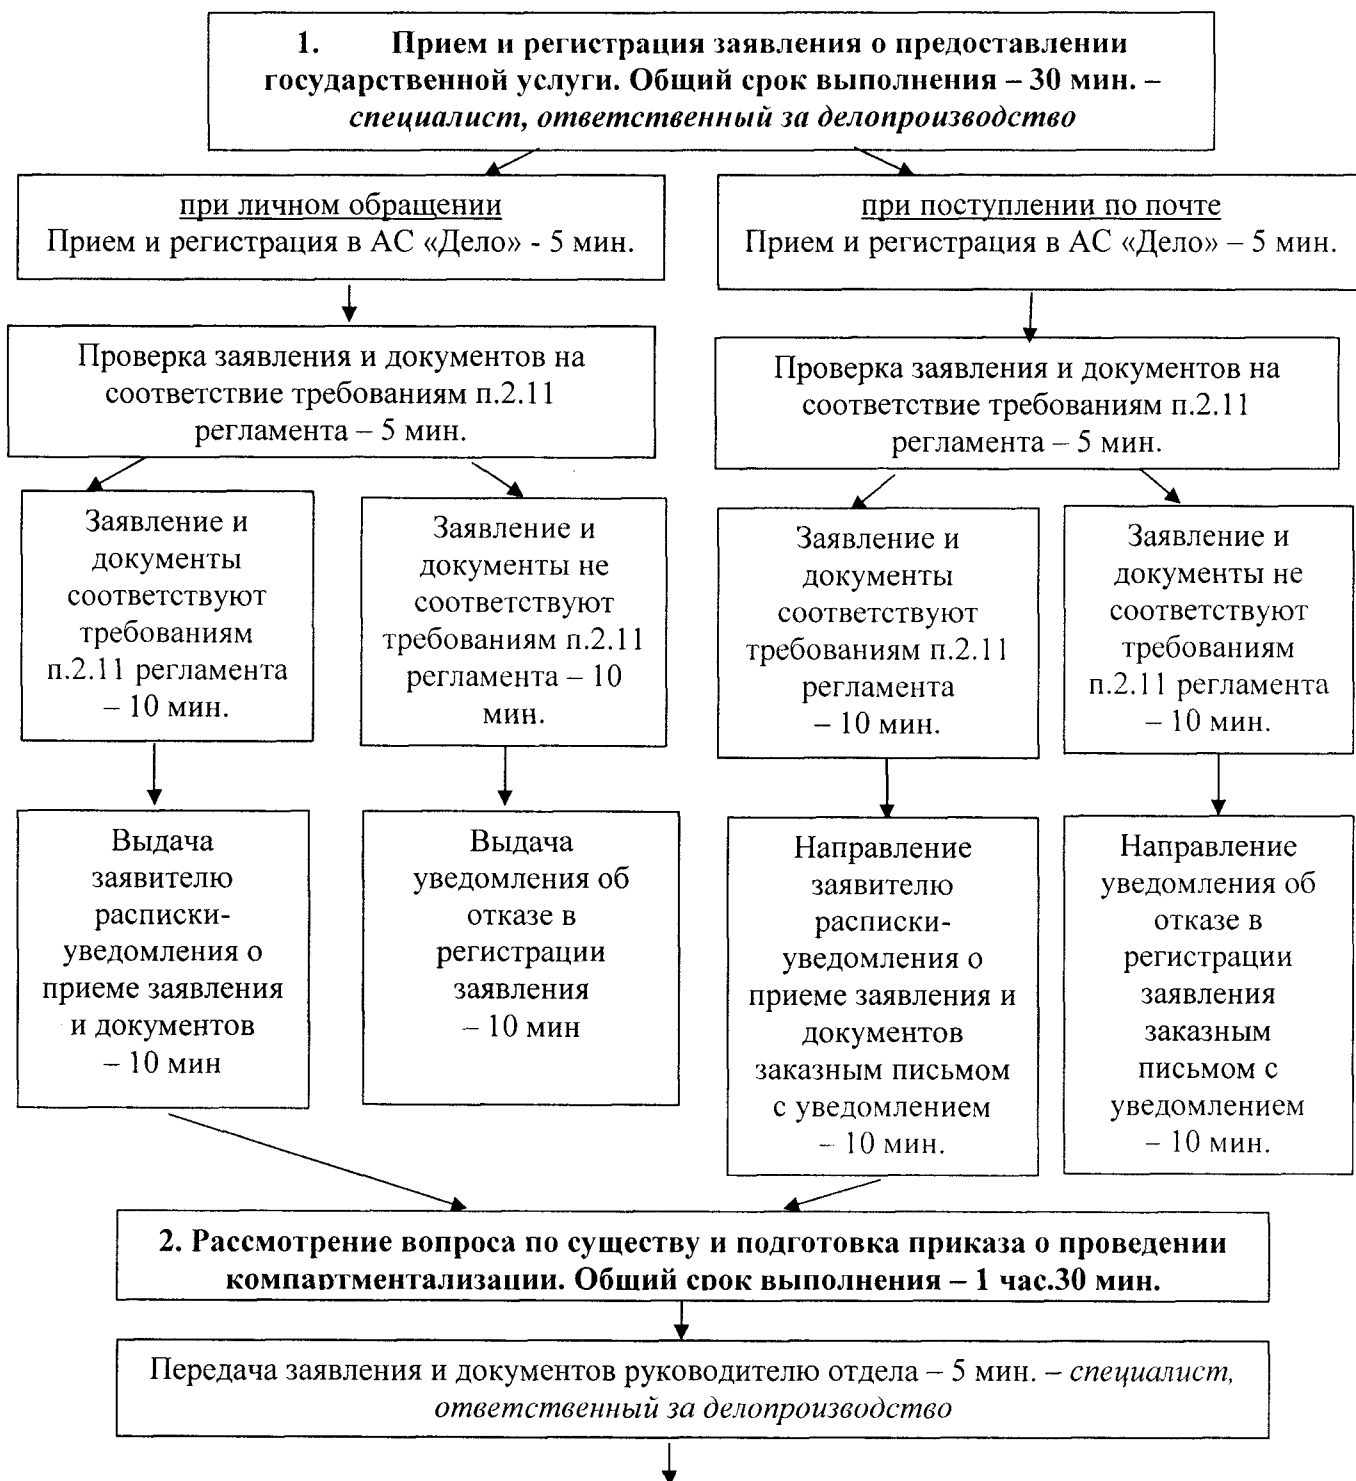 1. Прием и регистрация заявления о предоставлении
государственной услуги. Общий срок выполнения – 30 мин. –
специалист, ответственный за делопроизводство
при личном обращении
Прием и регистрация в АС «Дело» - 5 мин.
при поступлении по почте
Прием и регистрация в АС «Дело» – 5 мин.
Проверка заявления и документов на
соответствие требованиям п.2.11
регламента – 5 мин.
Проверка заявления и документов на
соответствие требованиям п.2.11
регламента – 5 мин.
Заявление и
документы
соответствуют
требованиям
п.2.11 регламента
– 10 мин.
Заявление и
документы не
соответствуют
требованиям п.2.11
регламента – 10
мин.
Заявление и
документы
соответствуют
требованиям п.2.11
регламента
– 10 мин.
Заявление и
документы не
соответствуют
требованиям
п.2.11 регламента
– 10 мин.
Выдача
заявителю
расписки-
уведомления о
приеме заявления
и документов
– 10 мин
Выдача
уведомления об
отказе в
регистрации
заявления
– 10 мин
Направление
заявителю
расписки-
уведомления о
приеме заявления и
документов
заказным письмом
с уведомлением
– 10 мин.
Направление
уведомления об
отказе в
регистрации
заявления
заказным
письмом с
уведомлением
– 10 мин.
2. Рассмотрение вопроса по существу и подготовка приказа о проведении
компартментализации. Общий срок выполнения – 1 час.30 мин.
Передача заявления и документов руководителю отдела – 5 мин. – специалист,
ответственный за делопроизводство